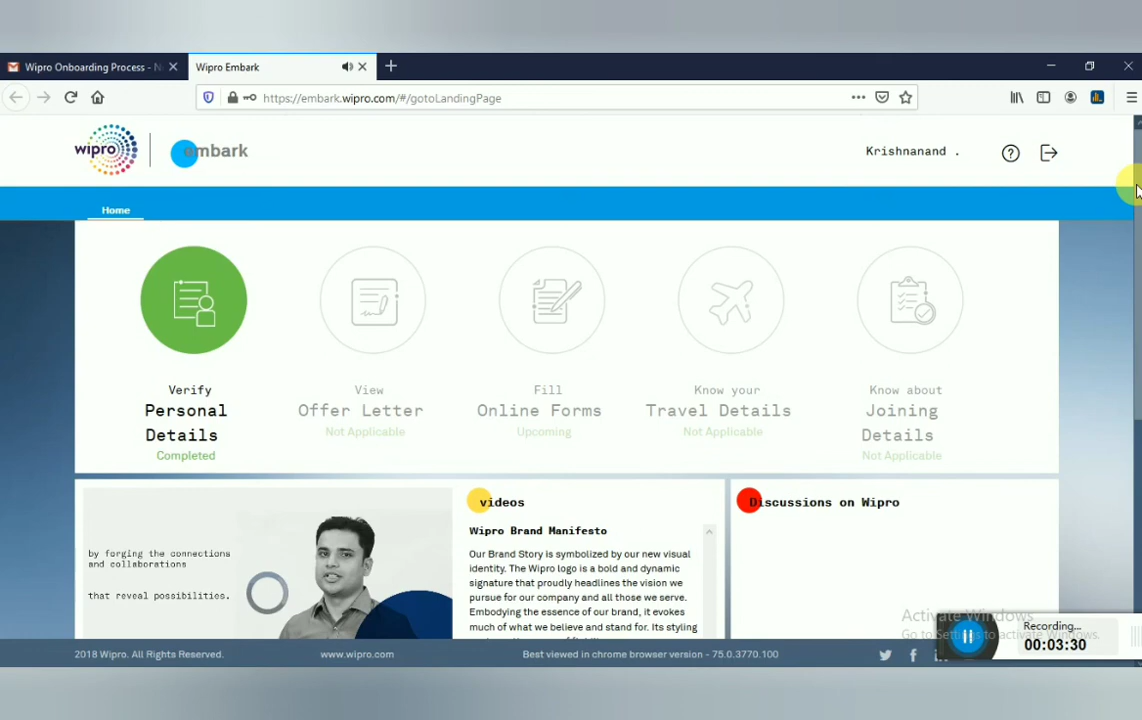 Wipro Onboarding Process - N
Wipro Embark
https://embark.wipro.com/#/gotoLandingPage
wipro
embark
Krishnanand .
Home
Verify
Personal
Details
Completed
View
Offer Letter
Not Applicable
Fill
Online Forms
Upcoming
Know your
Travel Details
Not Applicable
Know about
Joining
Details
Not Applicable
by forging the connections
and collaborations
that reveal possibilities.
videos
Wipro Brand Manifesto
Our Brand Story is symbolized by our new visual
identity. The Wipro logo is a bold and dynamic
signature that proudly headlines the vision we
pursue for our company and all those we serve.
Embodying the essence of our brand, it evokes
much of what we believe and stand for. Its styling
Discussions on Wipro
Activate Windows
Go to Settings to activate Windows.
Recording...
00:03:30
2018 Wipro. All Rights Reserved.
www.wipro.com
Best viewed in chrome browser version - 75.0.3770.100